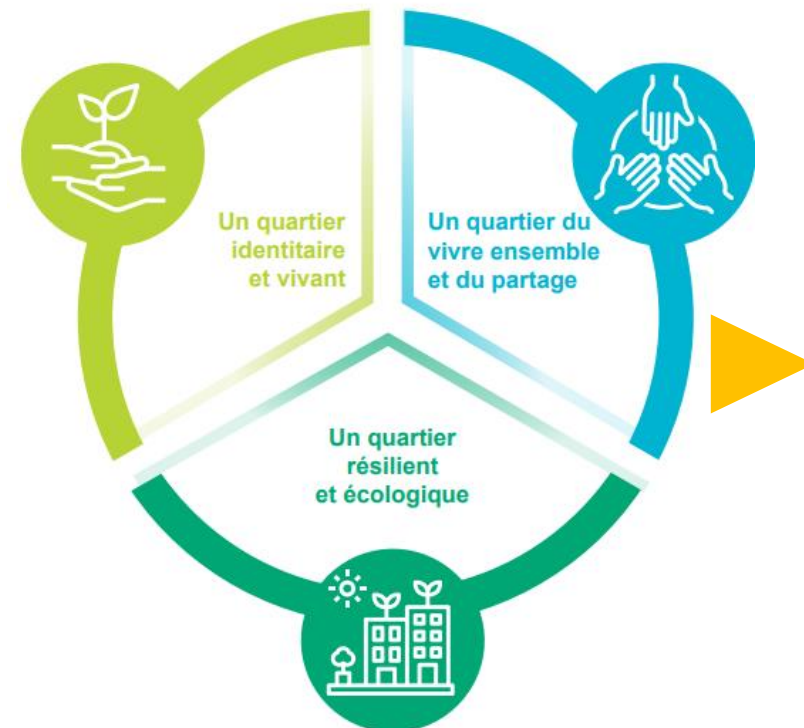 Un quartier
identitaire
et vivant
Un quartier du
vivre ensemble
et du partage
Un quartier
résilient
et écologique